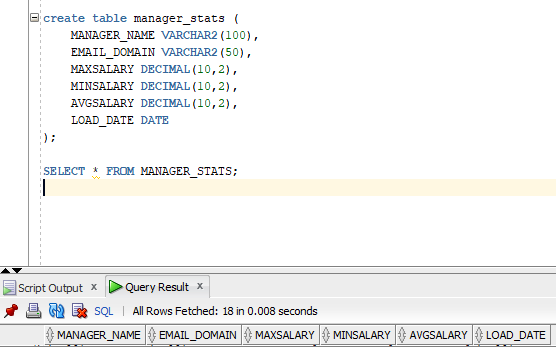 create table manager_stats (
MANAGER_NAME VARCHAR2(100),
EMAIL_DOMAIN VARCHAR2(50),
MAXSALARY DECIMAL(10,2),
MINSALARY DECIMAL(10,2),
AVGSALARY DECIMAL(10,2),
LOAD_DATE DATE
);
SELECT * FROM MANAGER_STATS;
Script Output x Query Result x
SQL | All Rows Fetched: 18 in 0.008 seconds
MANAGER_NAME EMAIL_DOMAIN MAXSALARY MINSALARY AVGSALARY LOAD_DATE